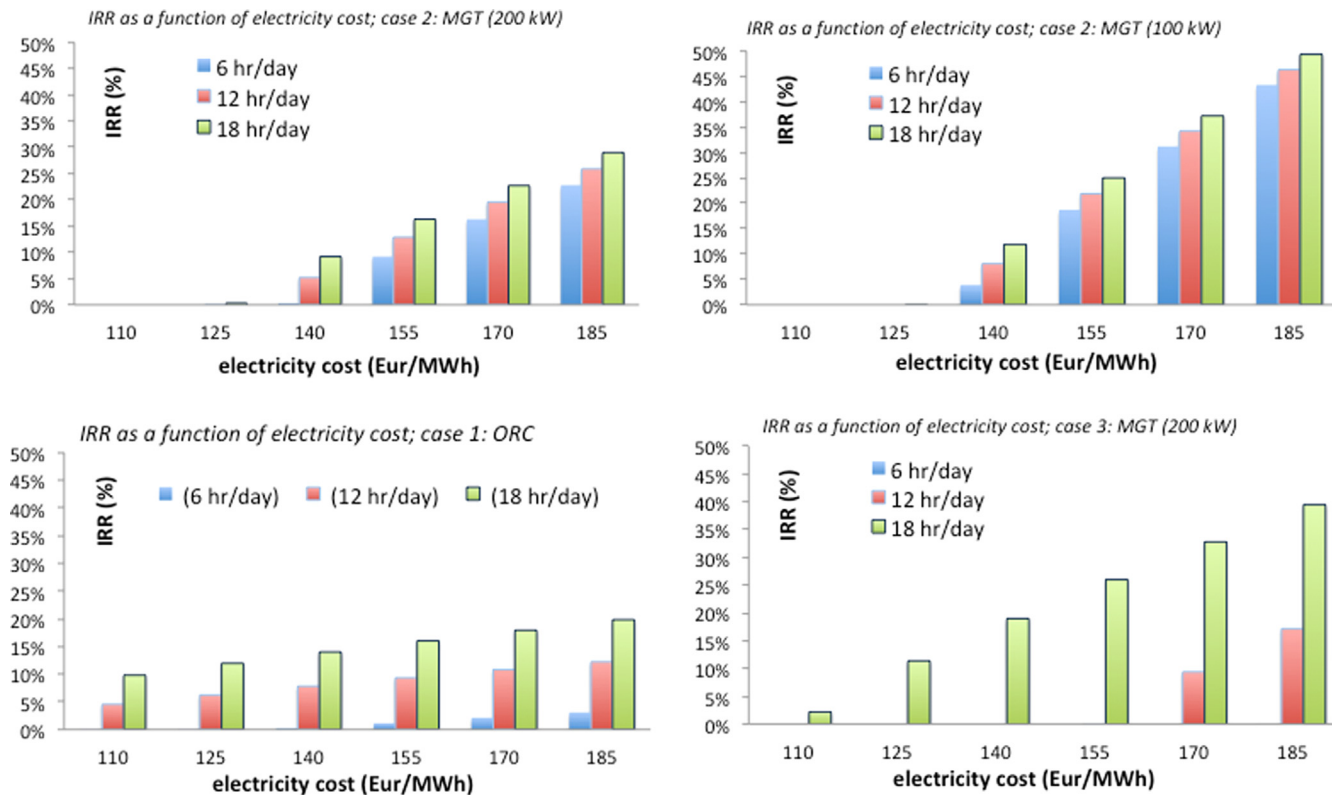 IRR as a function of electricity cost; case 2: MGT (200 kW)
50%
45%
40%
35%
30%
25%
20%
15%
10%
5%
0%
IRR (%)
6 hr/day
12 hr/day
18 hr/day
110 125 140 155 170 185
electricity cost (Eur/MWh)
IRR as a function of electricity cost; case 2: MGT (100 kW)
50%
45%
40%
35%
30%
25%
20%
15%
10%
5%
0%
IRR (%)
6 hr/day
12 hr/day
18 hr/day
110 125 140 155 170 185
electricity cost (Eur/MWh)
IRR as a function of electricity cost; case 1: ORC
50%
45%
40%
35%
30%
25%
20%
15%
10%
5%
0%
IRR (%)
(6 hr/day) (12 hr/day) (18 hr/day)
110 125 140 155 170 185
electricity cost (Eur/MWh)
IRR as a function of electricity cost; case 3: MGT (200 kW)
50%
45%
40%
35%
30%
25%
20%
15%
10%
5%
0%
IRR (%)
6 hr/day
12 hr/day
18 hr/day
110 125 140 155 170 185
electricity cost (Eur/MWh)